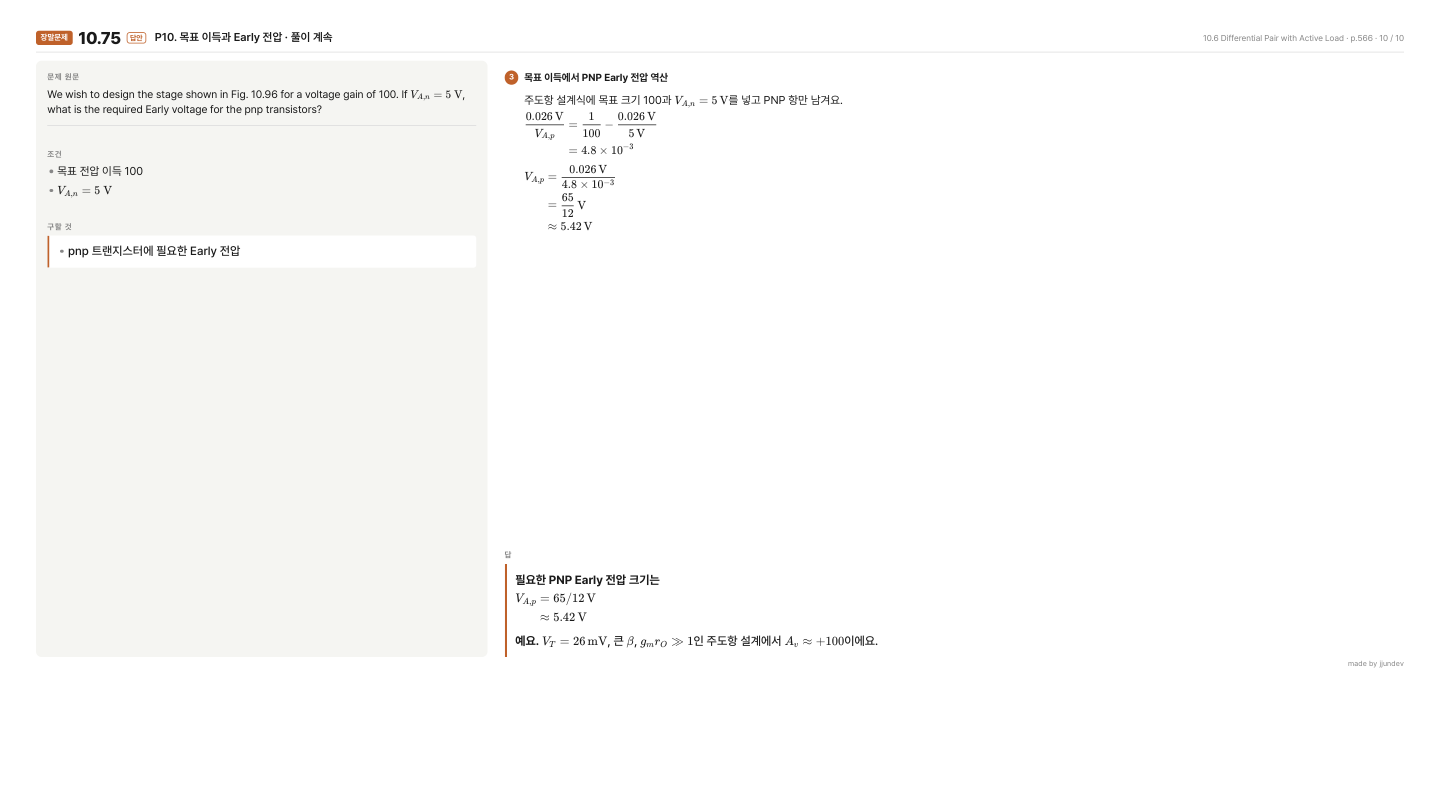 장말문제 10.75 답안 P10. 목표 이득과 Early 전압 · 풀이 계속
10.6 Differential Pair with Active Load · p.566 · 10 / 10
문제 원문
We wish to design the stage shown in Fig. 10.96 for a voltage gain of 100. If V_{A,n} = 5 V,
what is the required Early voltage for the pnp transistors?
조건
▪ 목표 전압 이득 100
▪ V_{A,n} = 5 V
구할 것
▪ pnp 트랜지스터에 필요한 Early 전압
3 목표 이득에서 PNP Early 전압 역산
주도항 설계식에 목표 크기 100과 V_{A,n} = 5 V를 넣고 PNP 항만 남겨요.
0.026 V / V_{A,p} = 1 / 100 − 0.026 V / 5 V
= 4.8 × 10^{−3}
V_{A,p} = 0.026 V / 4.8 × 10^{−3}
= 65 / 12 V
≈ 5.42 V
답
필요한 PNP Early 전압 크기는
V_{A,p} = 65/12 V
≈ 5.42 V
예요. V_T = 26 mV, 큰 β, g_m r_O ≫ 1인 주도항 설계에서 A_v ≈ +100이에요.
made by jjundev